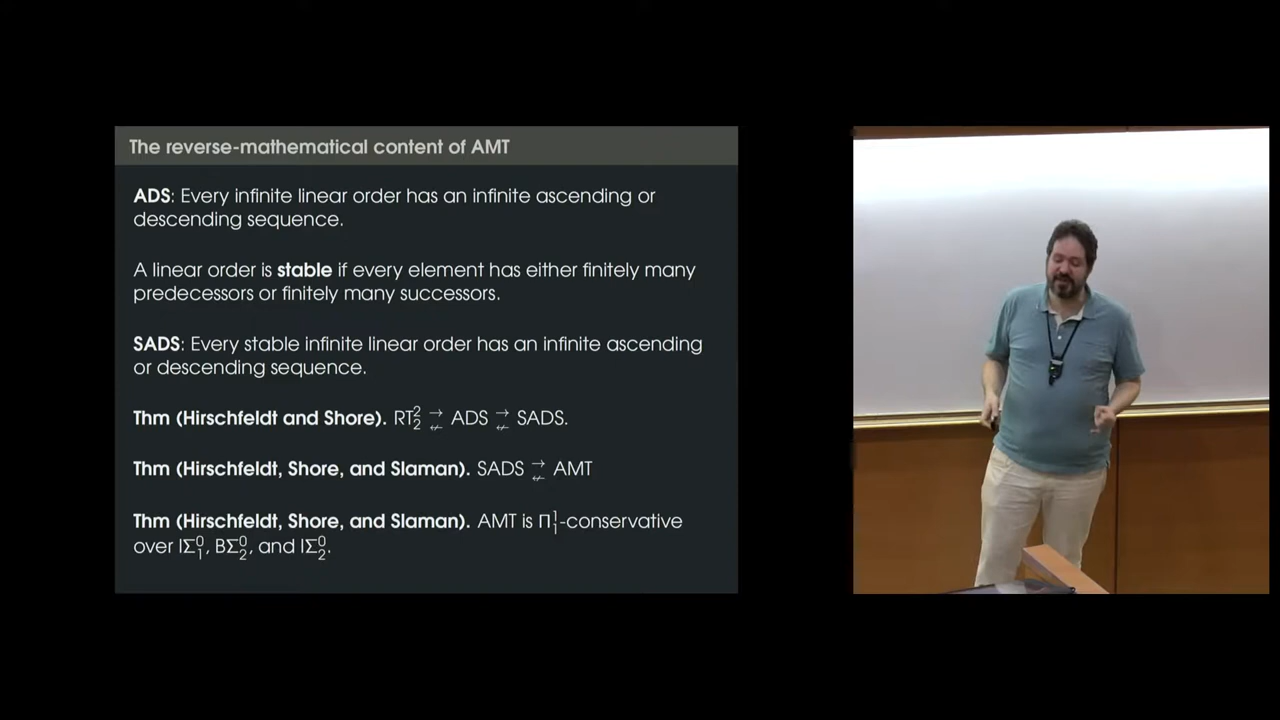 The reverse-mathematical content of AMT
ADS: Every infinite linear order has an infinite ascending or
descending sequence.
A linear order is stable if every element has either finitely many
predecessors or finitely many successors.
SADS: Every stable infinite linear order has an infinite ascending
or descending sequence.
Thm (Hirschfeldt and Shore). RT²₂ →↚ ADS →↚ SADS.
Thm (Hirschfeldt, Shore, and Slaman). SADS →↚ AMT
Thm (Hirschfeldt, Shore, and Slaman). AMT is Π¹₁-conservative
over IΣ⁰₁, BΣ⁰₂, and IΣ⁰₂.